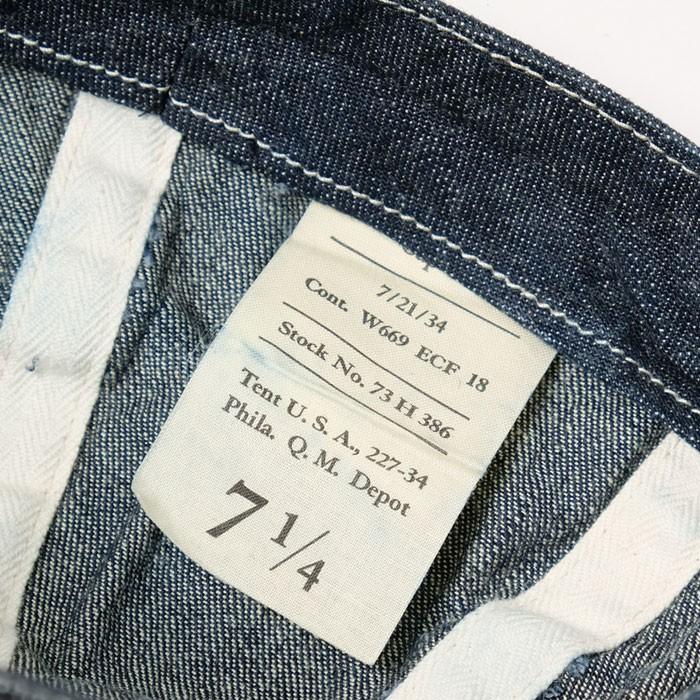 7/21/34
Cont. W669 ECF 18
Stock No. 73 H 386
Tent U. S. A., 227-34
Phila. Q. M. Depot
7 1/4